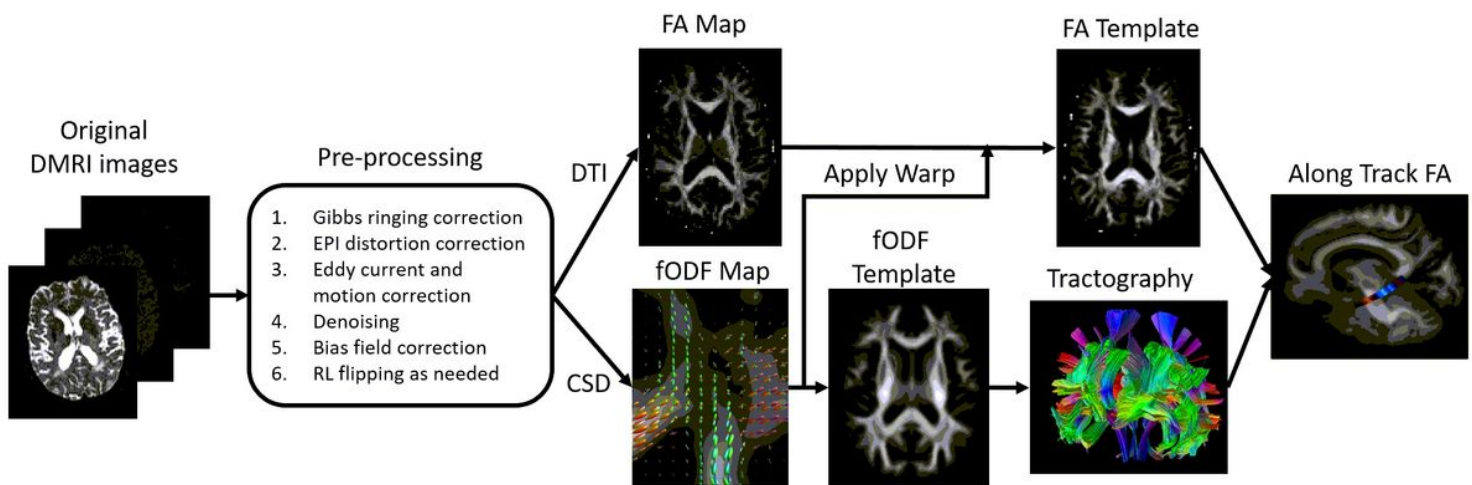 Original
DMRI images
Pre-processing
1. Gibbs ringing correction
2. EPI distortion correction
3. Eddy current and
motion correction
4. Denoising
5. Bias field correction
6. RL flipping as needed
DTI
CSD
FA Map
fODF Map
Apply Warp
fODF
Template
FA Template
Tractography
Along Track FA